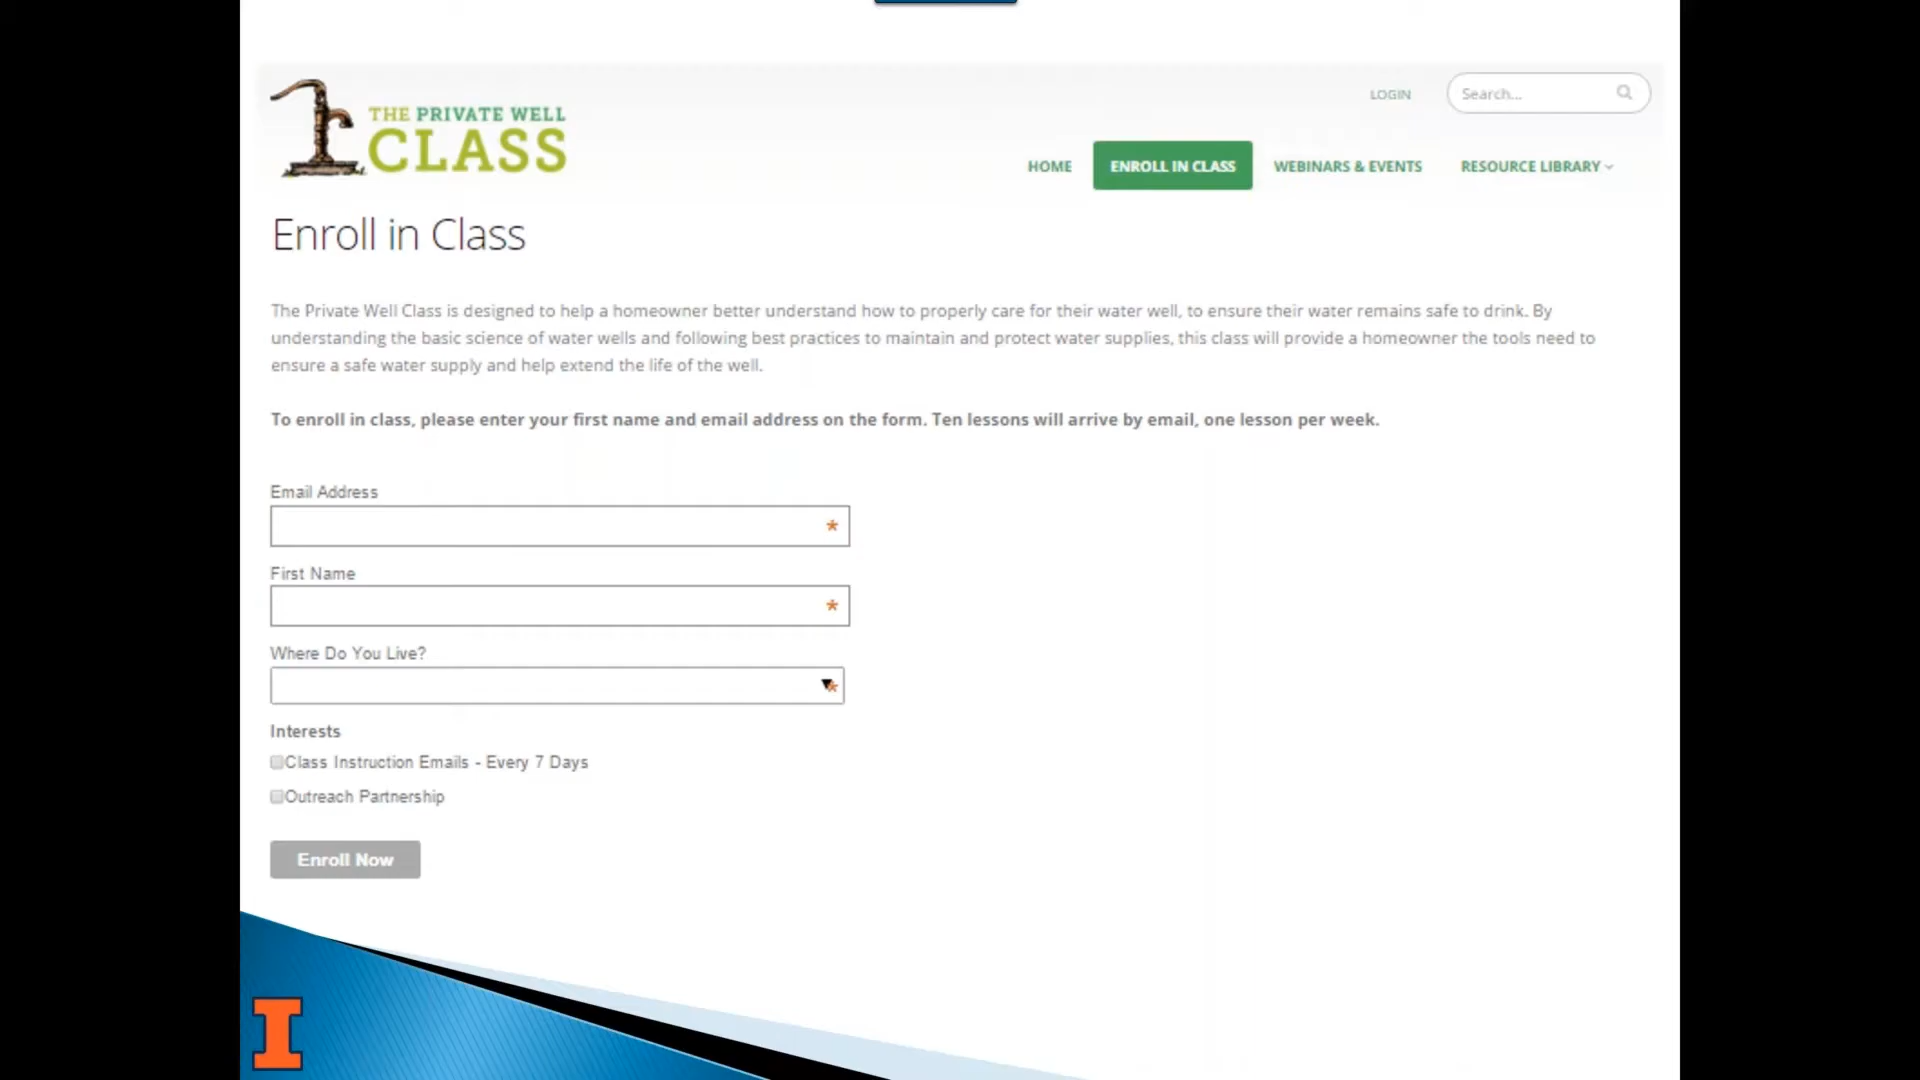 THE PRIVATE WELL
CLASS
LOGIN
Search...
HOME
ENROLL IN CLASS
WEBINARS & EVENTS
RESOURCE LIBRARY
Enroll in Class
The Private Well Class is designed to help a homeowner better understand how to properly care for their water well, to ensure their water remains safe to drink. By
understanding the basic science of water wells and following best practices to maintain and protect water supplies, this class will provide a homeowner the tools need to
ensure a safe water supply and help extend the life of the well.
To enroll in class, please enter your first name and email address on the form. Ten lessons will arrive by email, one lesson per week.
Email Address
*
First Name
*
Where Do You Live?
*
Interests
Class Instruction Emails - Every 7 Days
Outreach Partnership
Enroll Now
I